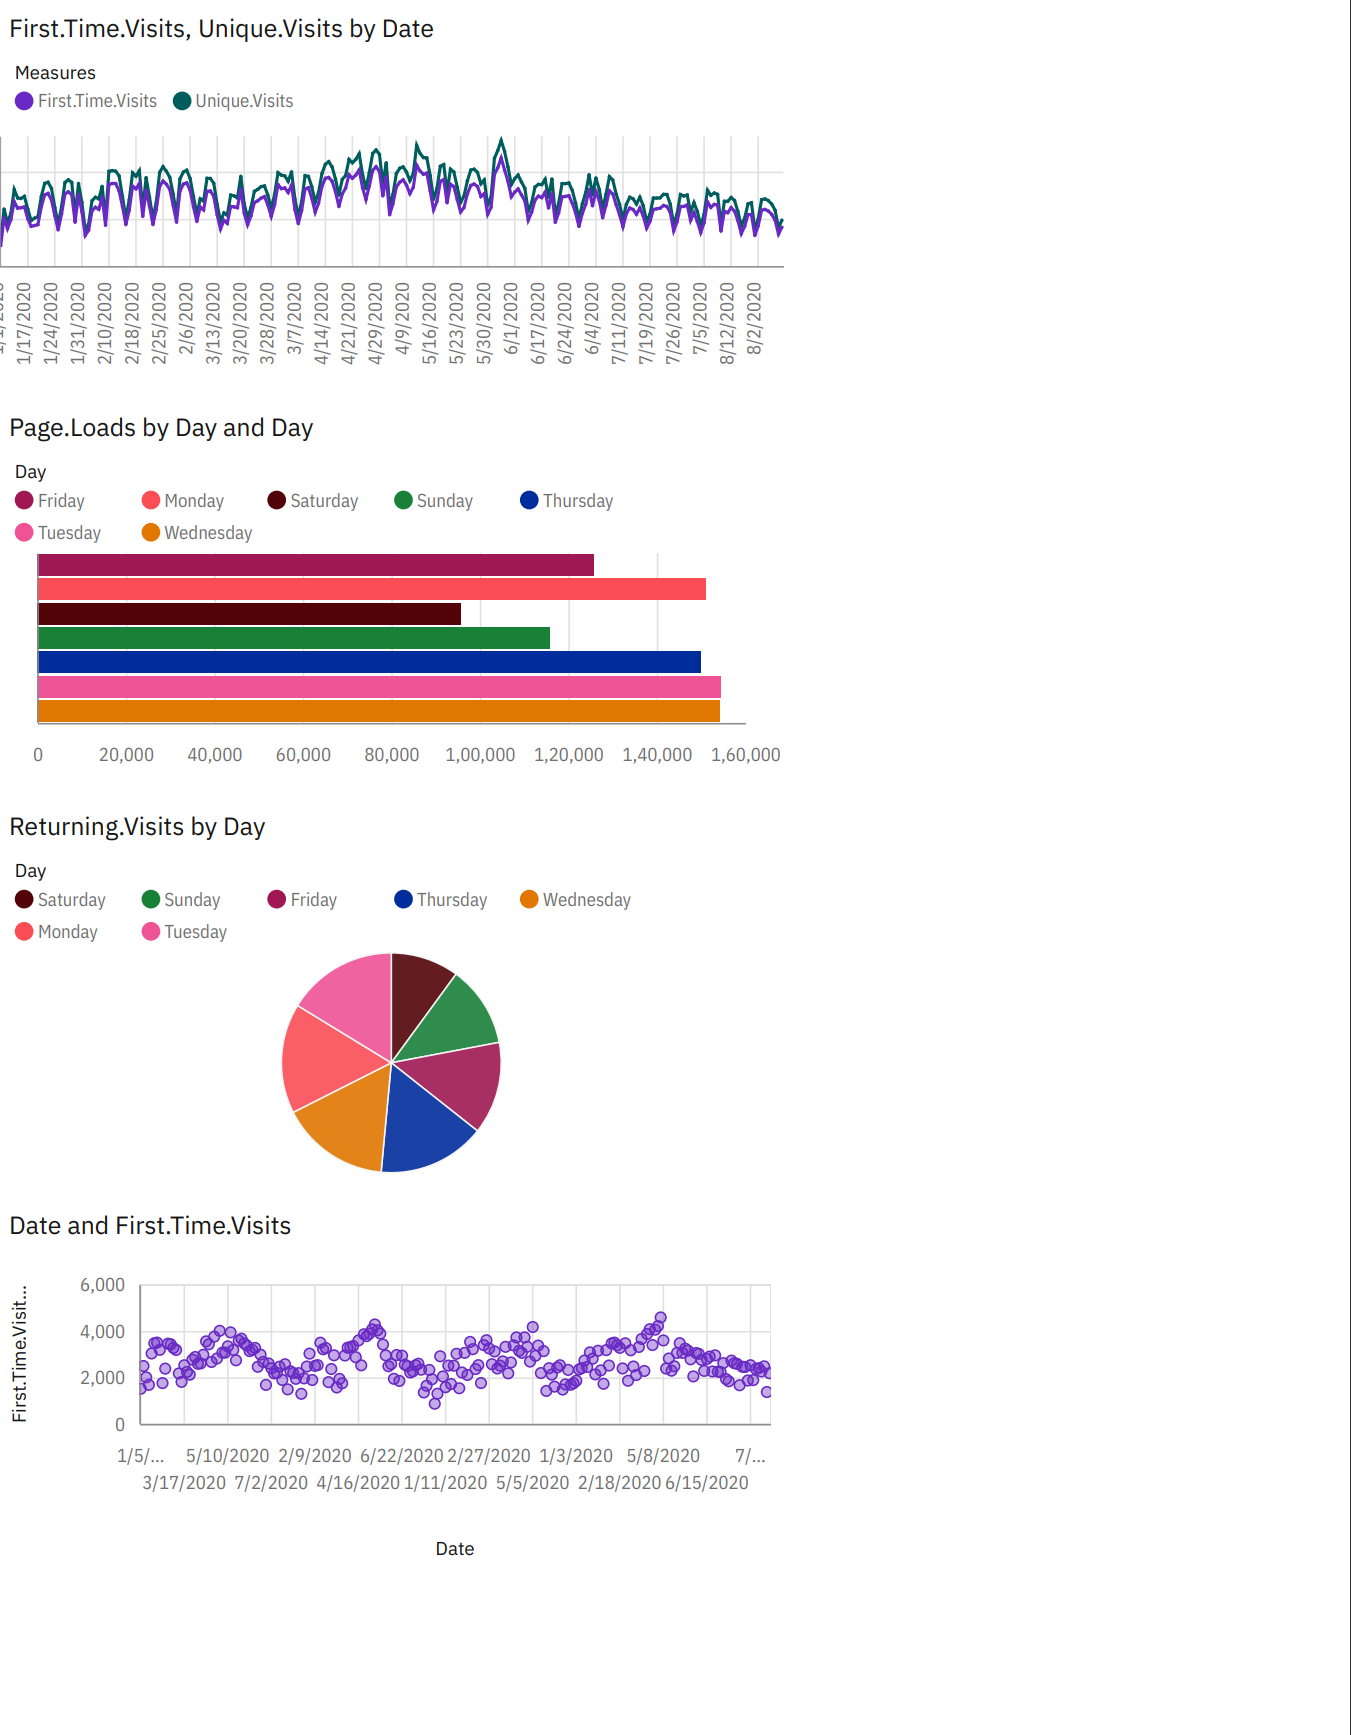 First.Time.Visits, Unique.Visits by Date
Measures
First.Time.Visits Unique.Visits
1/17/2020 1/24/2020 1/31/2020 2/10/2020 2/18/2020 2/25/2020 2/6/2020 3/13/2020 3/20/2020 3/28/2020 3/7/2020 4/14/2020 4/21/2020 4/29/2020 4/9/2020 5/16/2020 5/23/2020 5/30/2020 6/1/2020 6/17/2020 6/24/2020 6/4/2020 7/11/2020 7/19/2020 7/26/2020 7/5/2020 8/12/2020 8/2/2020
Page.Loads by Day and Day
Day
Friday Monday Saturday Sunday Thursday
Tuesday Wednesday
0 20,000 40,000 60,000 80,000 1,00,000 1,20,000 1,40,000 1,60,000
Returning.Visits by Day
Day
Saturday Sunday Friday Thursday Wednesday
Monday Tuesday
Date and First.Time.Visits
First.Time.Visit...
6,000
4,000
2,000
0
1/5/... 5/10/2020 2/9/2020 6/22/2020 2/27/2020 1/3/2020 5/8/2020 7/...
3/17/2020 7/2/2020 4/16/2020 1/11/2020 5/5/2020 2/18/2020 6/15/2020
Date